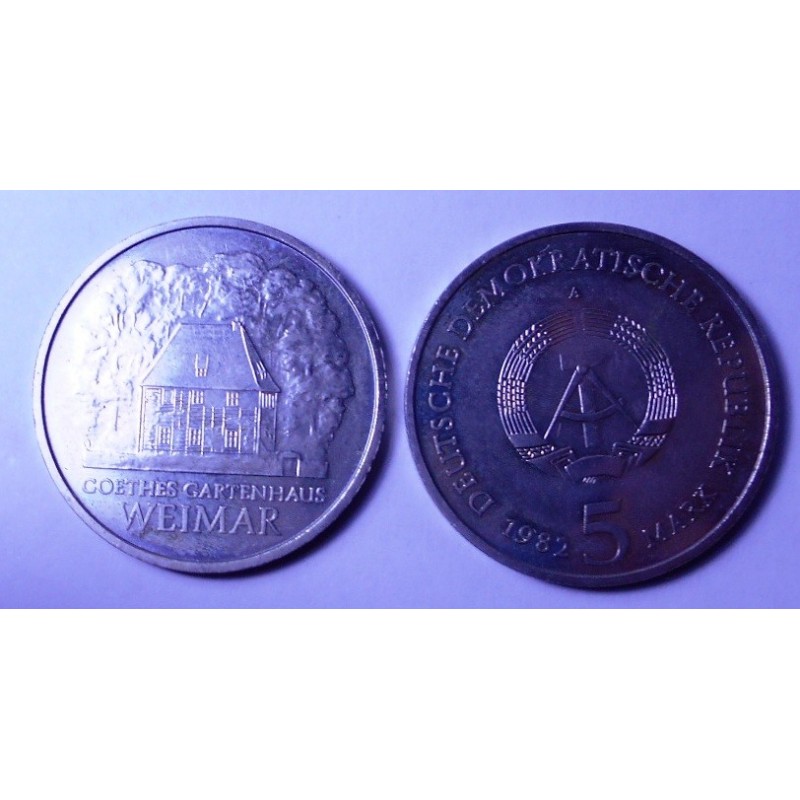 GOETHES GARTENHAUS
WEIMAR
DEUTSCHE DEMOKRATISCHE REPUBLIK
A
1982 5 MARK